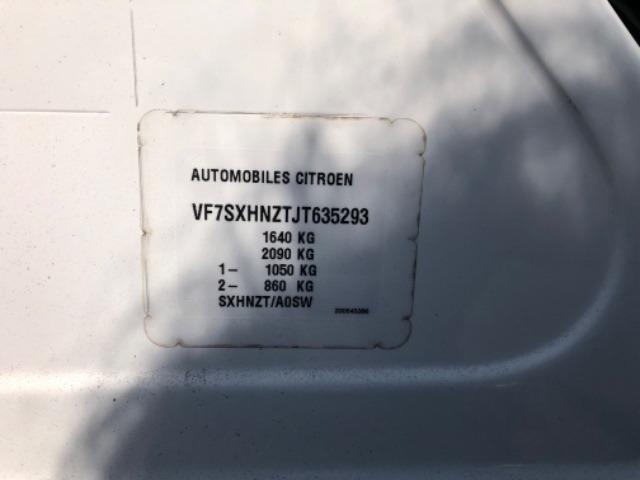 AUTOMOBILES CITROEN
VF7SXHNZTJT635293
1640 KG
2090 KG
1- 1050 KG
2- 860 KG
SXHNZT/A0SW